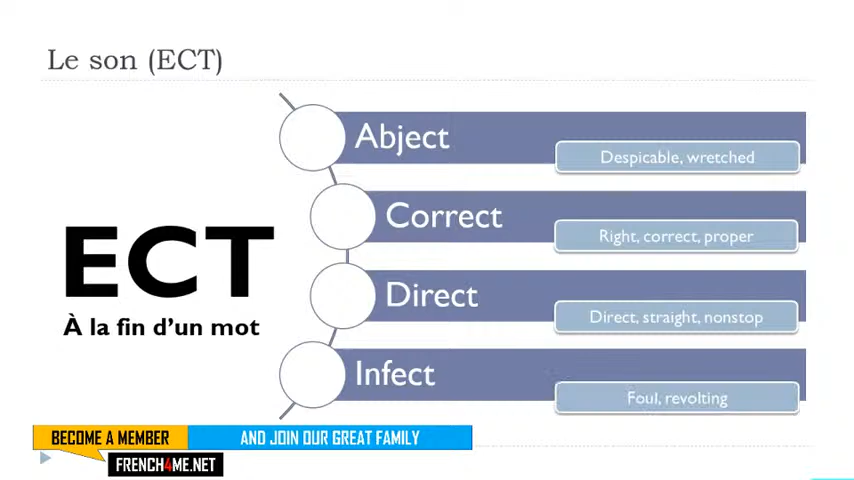 Le son (ECT)
ECT
À la fin d'un mot
Abject
Despicable, wretched
Correct
Right, correct, proper
Direct
Direct, straight, nonstop
Infect
Foul, revolting
BECOME A MEMBER
AND JOIN OUR GREAT FAMILY
FRENCH4ME.NET